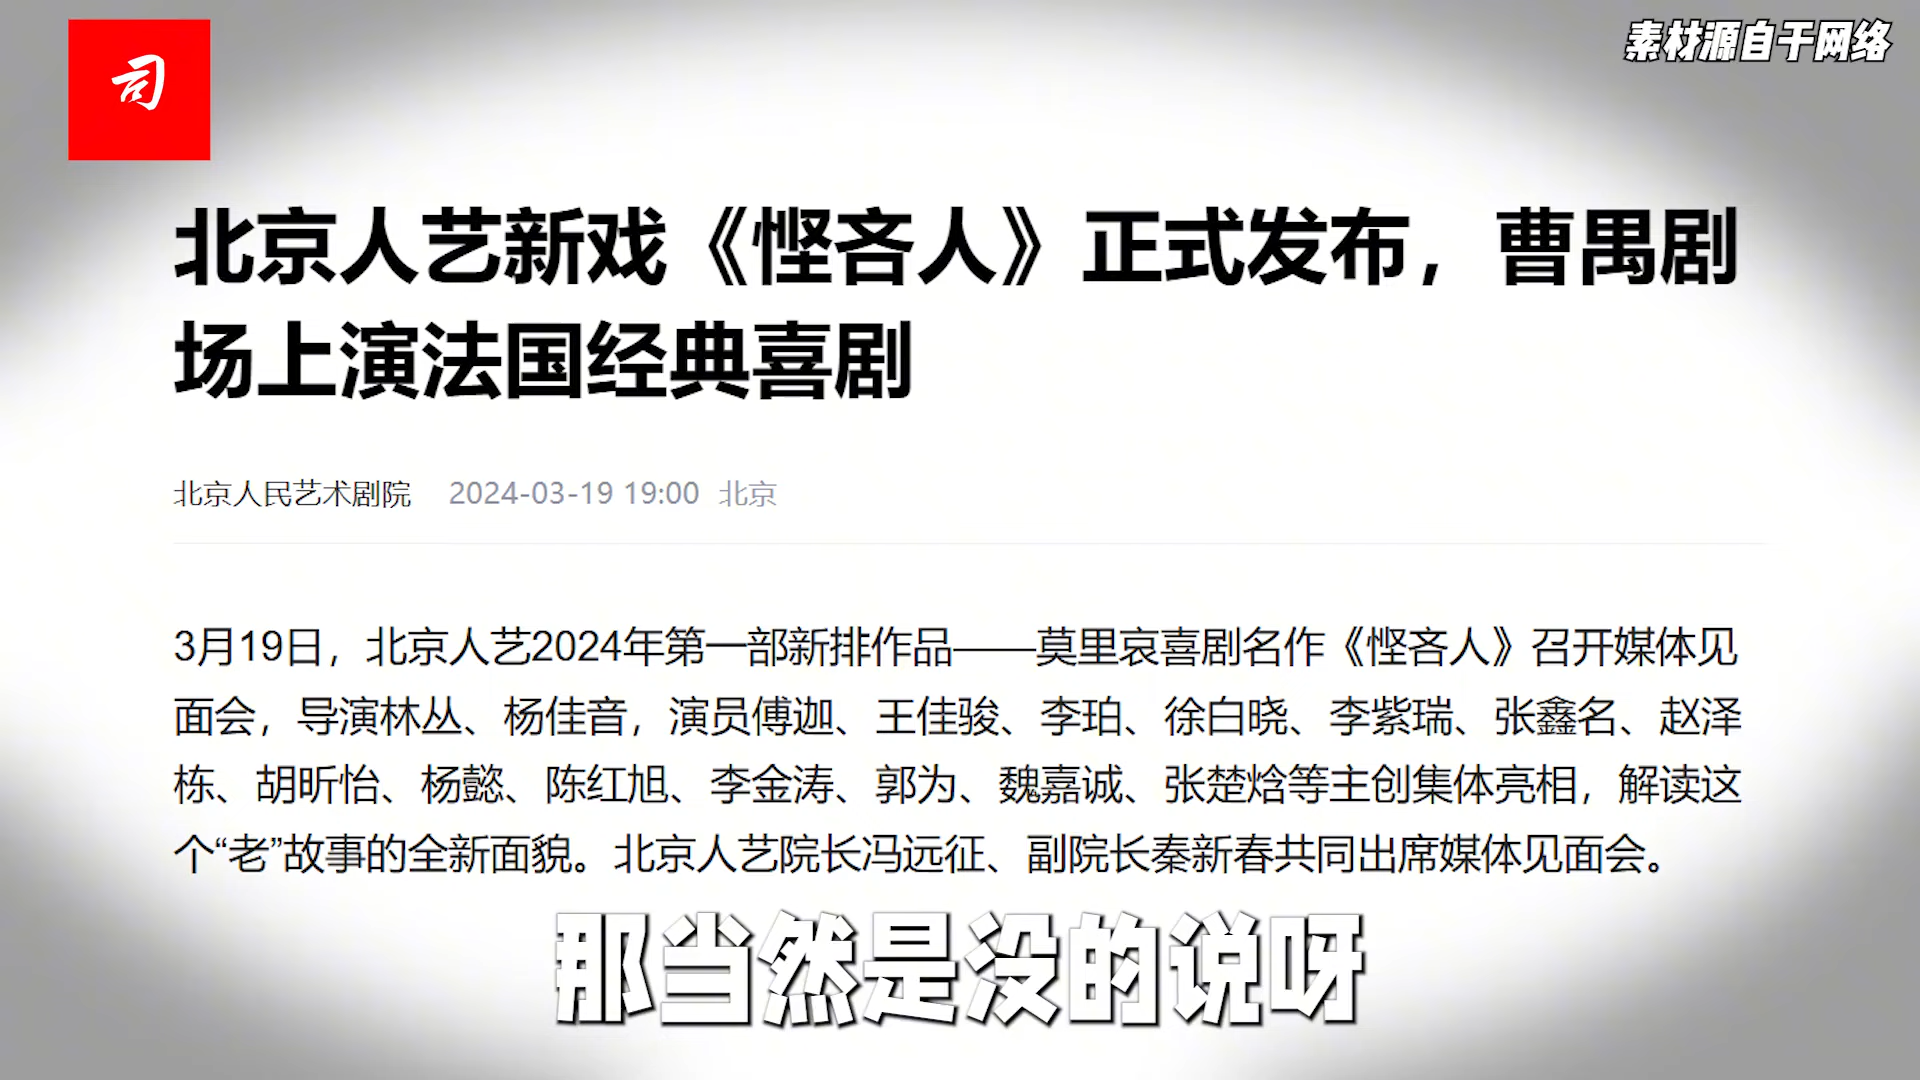 司
素材源自于网络
北京人艺新戏《悭吝人》正式发布，曹禺剧
场上演法国经典喜剧
北京人民艺术剧院 2024-03-19 19:00 北京
3月19日，北京人艺2024年第一部新排作品——莫里哀喜剧名作《悭吝人》召开媒体见
面会，导演林丛、杨佳音，演员傅迦、王佳骏、李珀、徐白晓、李紫瑞、张鑫名、赵泽
栋、胡昕怡、杨懿、陈红旭、李金涛、郭为、魏嘉诚、张楚焓等主创集体亮相，解读这
个“老”故事的全新面貌。北京人艺院长冯远征、副院长秦新春共同出席媒体见面会。
那当然是没的说呀